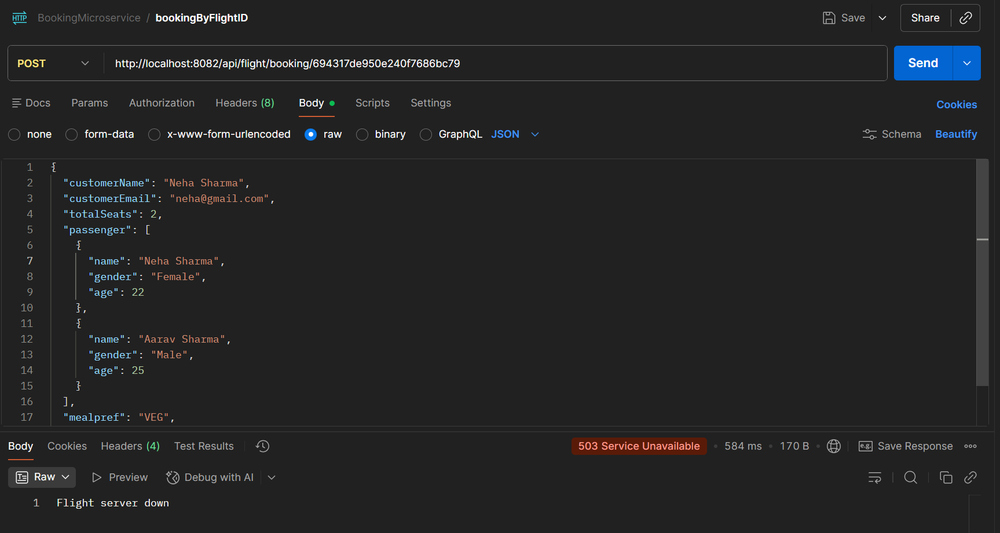 HTTP BookingMicroservice / bookingByFlightID Save Share
POST http://localhost:8082/api/flight/booking/694317de950e240f7686bc79 Send
Docs Params Authorization Headers (8) Body Scripts Settings Cookies
none form-data x-www-form-urlencoded raw binary GraphQL JSON Schema Beautify
1 {
2 "customerName": "Neha Sharma",
3 "customerEmail": "neha@gmail.com",
4 "totalSeats": 2,
5 "passenger": [
6 {
7 "name": "Neha Sharma",
8 "gender": "Female",
9 "age": 22
10 },
11 {
12 "name": "Aarav Sharma",
13 "gender": "Male",
14 "age": 25
15 }
16 ],
17 "mealpref": "VEG",
Body Cookies Headers (4) Test Results 503 Service Unavailable • 584 ms • 170 B • e.g. Save Response
Raw Preview Debug with AI
1 Flight server down